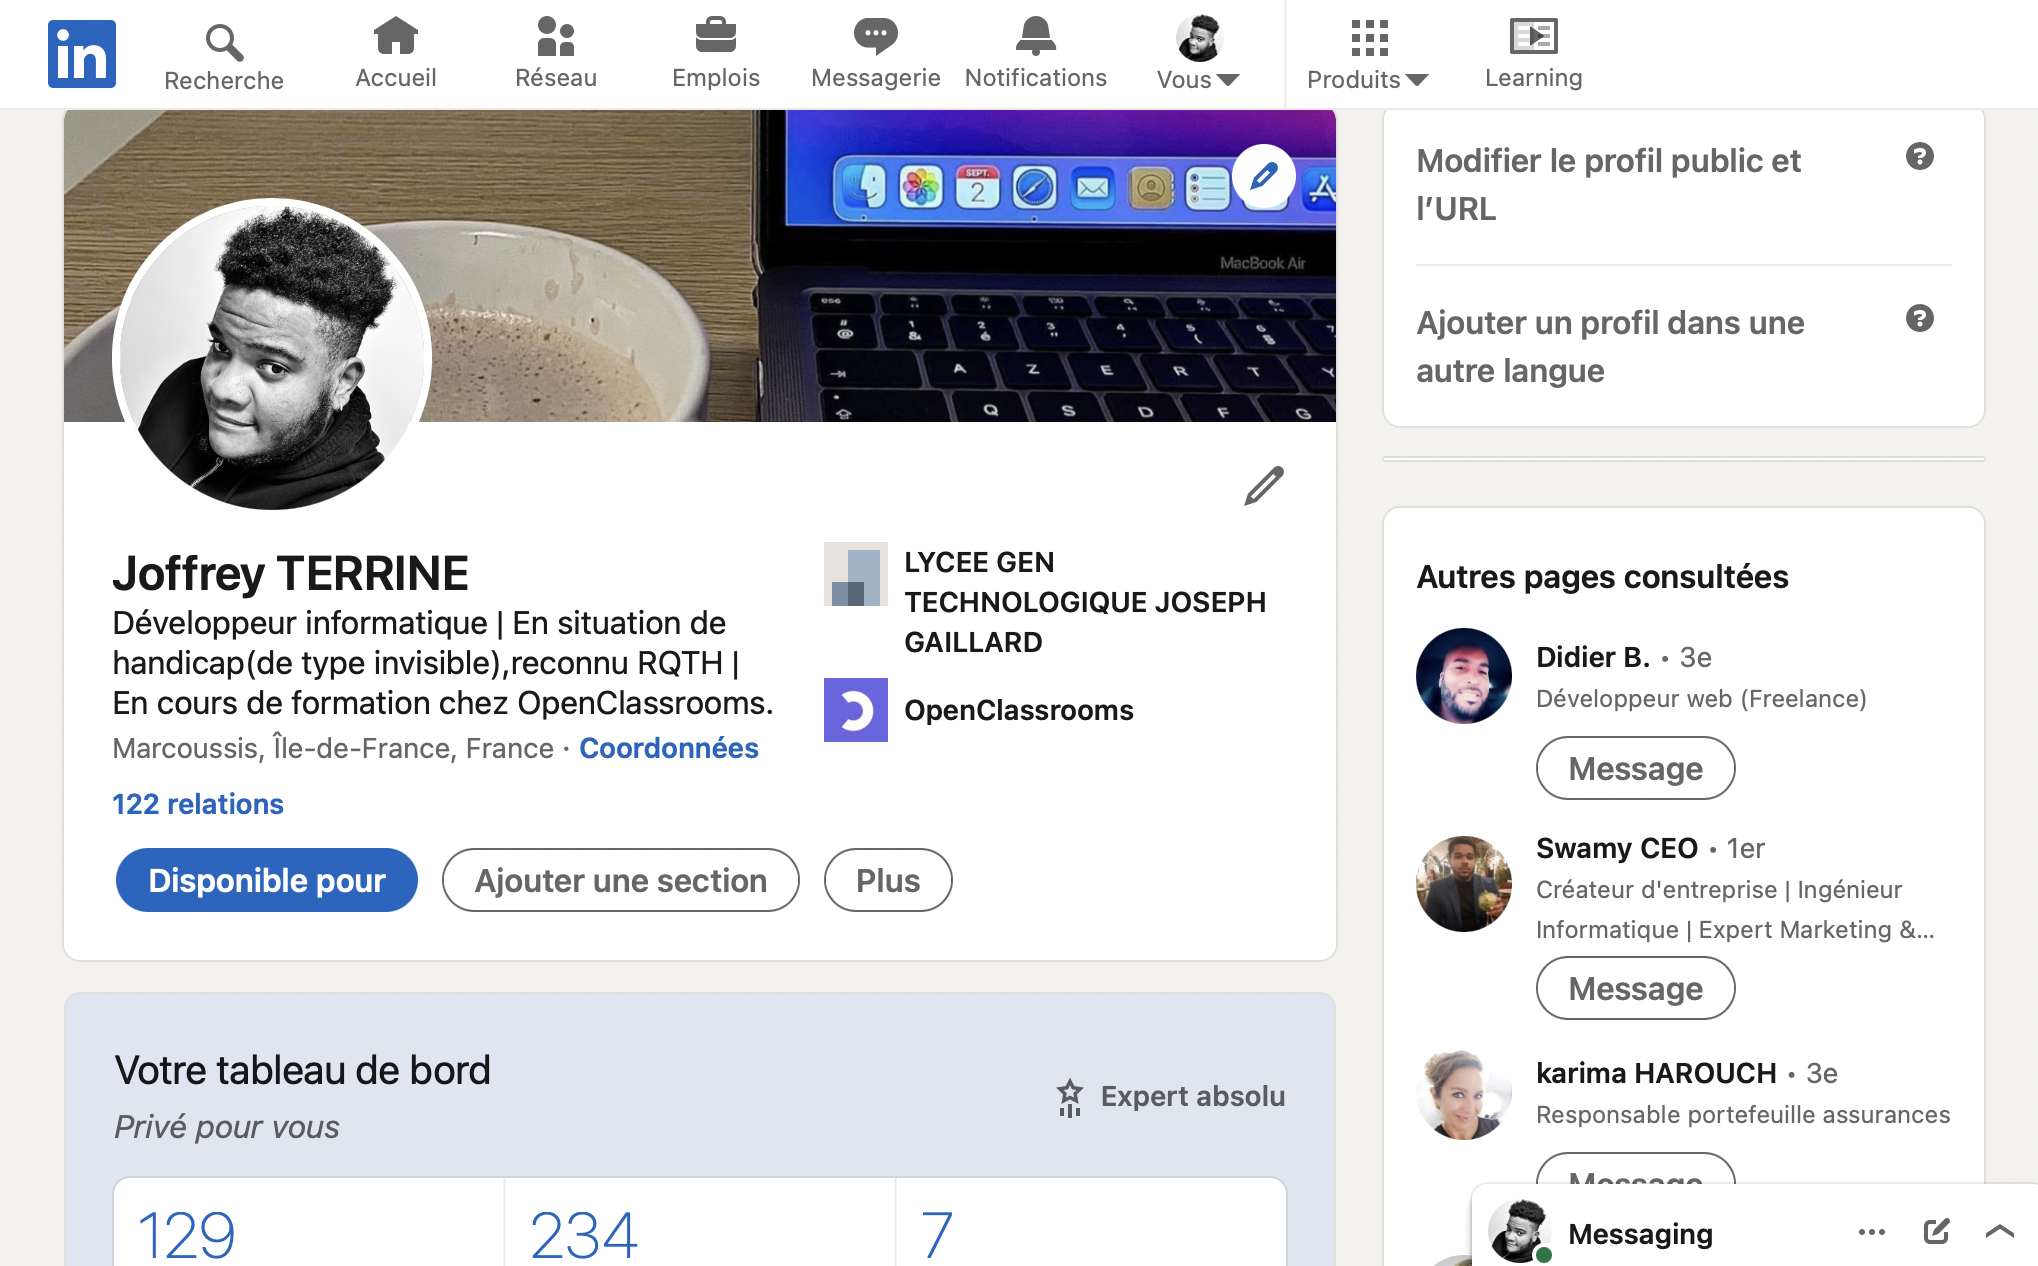 in
Recherche
Accueil
Réseau
Emplois
Messagerie
Notifications
Vous
Produits
Learning
SEPT.
2
MacBook Air
esc
A Z E R T Y
Q S D F G
Joffrey TERRINE
Développeur informatique | En situation de
handicap(de type invisible),reconnu RQTH |
En cours de formation chez OpenClassrooms.
Marcoussis, Île-de-France, France · Coordonnées
122 relations
Disponible pour
Ajouter une section
Plus
LYCEE GEN
TECHNOLOGIQUE JOSEPH
GAILLARD
OpenClassrooms
Votre tableau de bord
Privé pour vous
Expert absolu
129
234
7
Modifier le profil public et
l'URL
Ajouter un profil dans une
autre langue
Autres pages consultées
Didier B. • 3e
Développeur web (Freelance)
Message
Swamy CEO • 1er
Créateur d'entreprise | Ingénieur
Informatique | Expert Marketing &...
Message
karima HAROUCH • 3e
Responsable portefeuille assurances
Message
Messaging